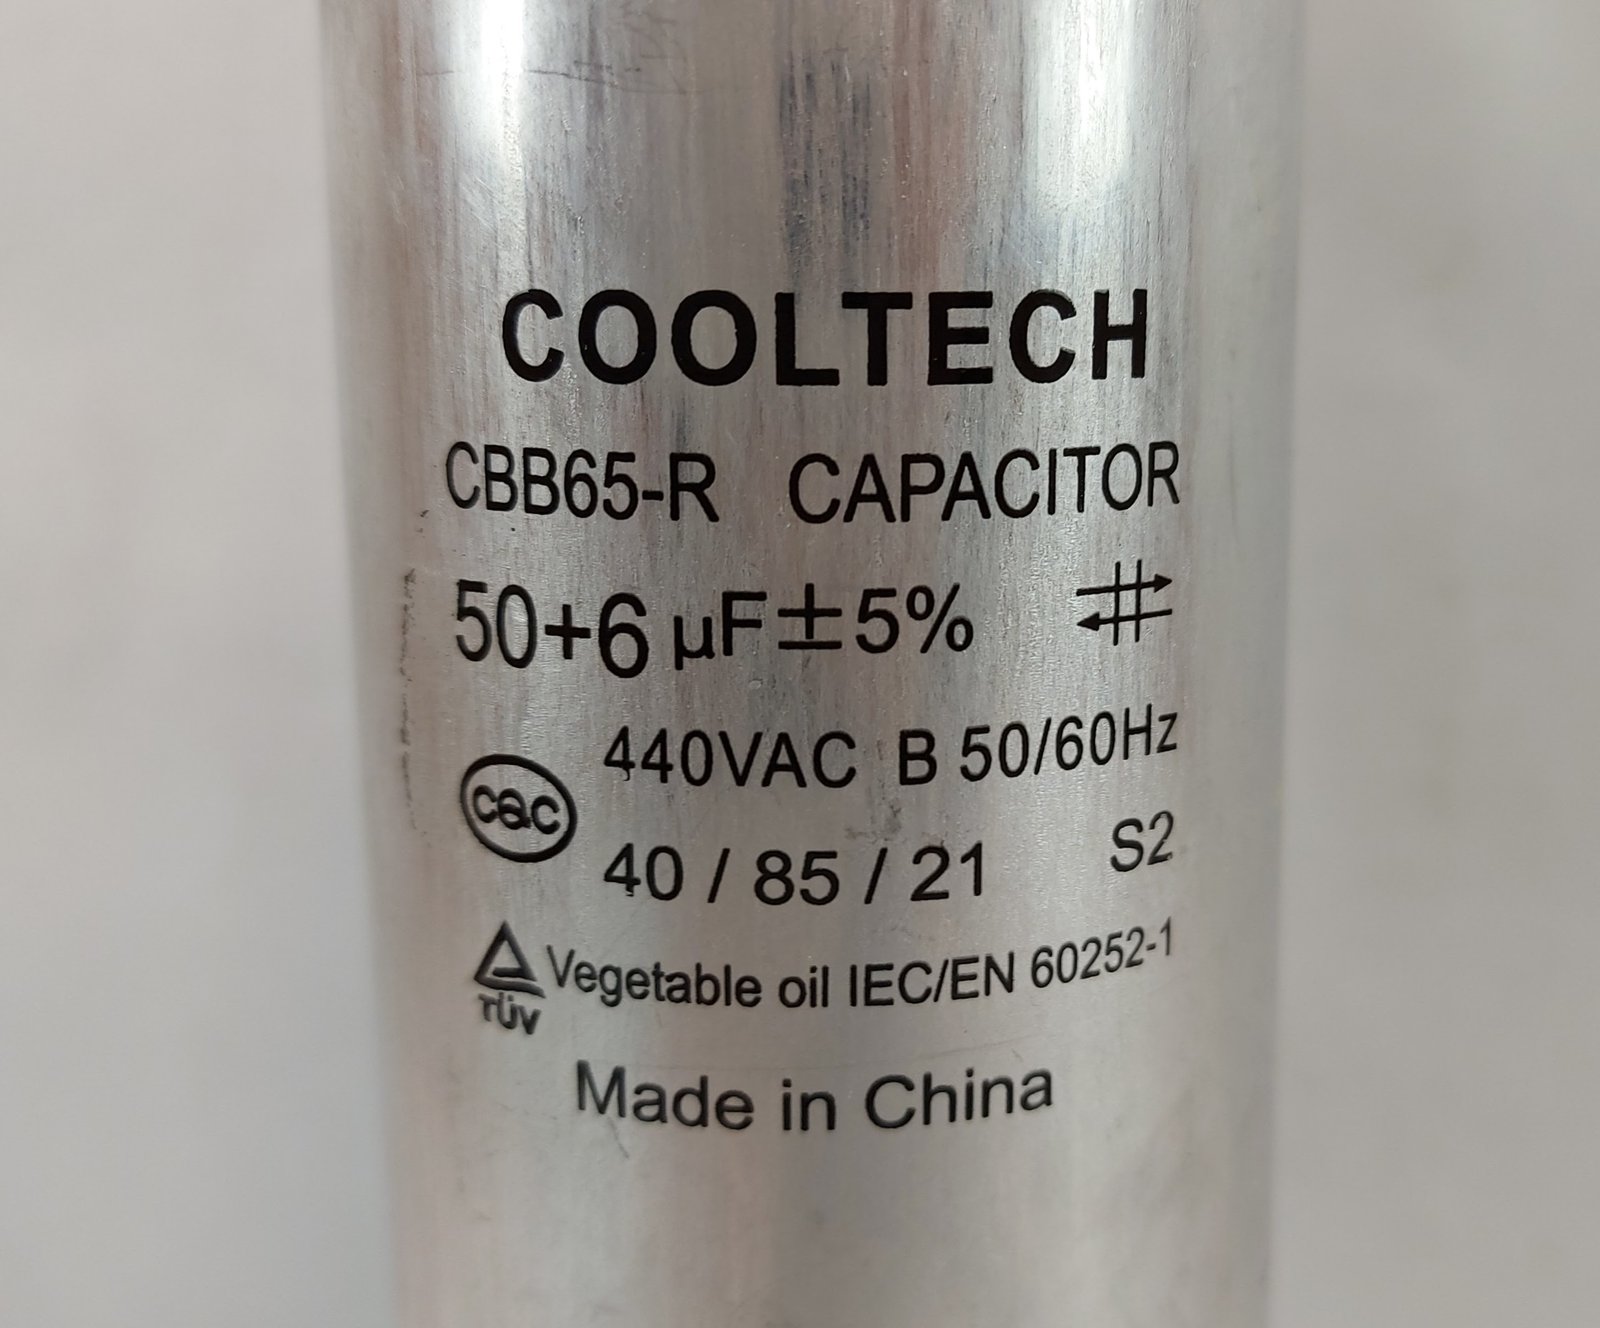 COOLTECH
CBB65-R CAPACITOR
50+6 μF±5%
440VAC B 50/60Hz
cac
40 / 85 / 21 S2
Vegetable oil IEC/EN 60252-1
TÜV
Made in China